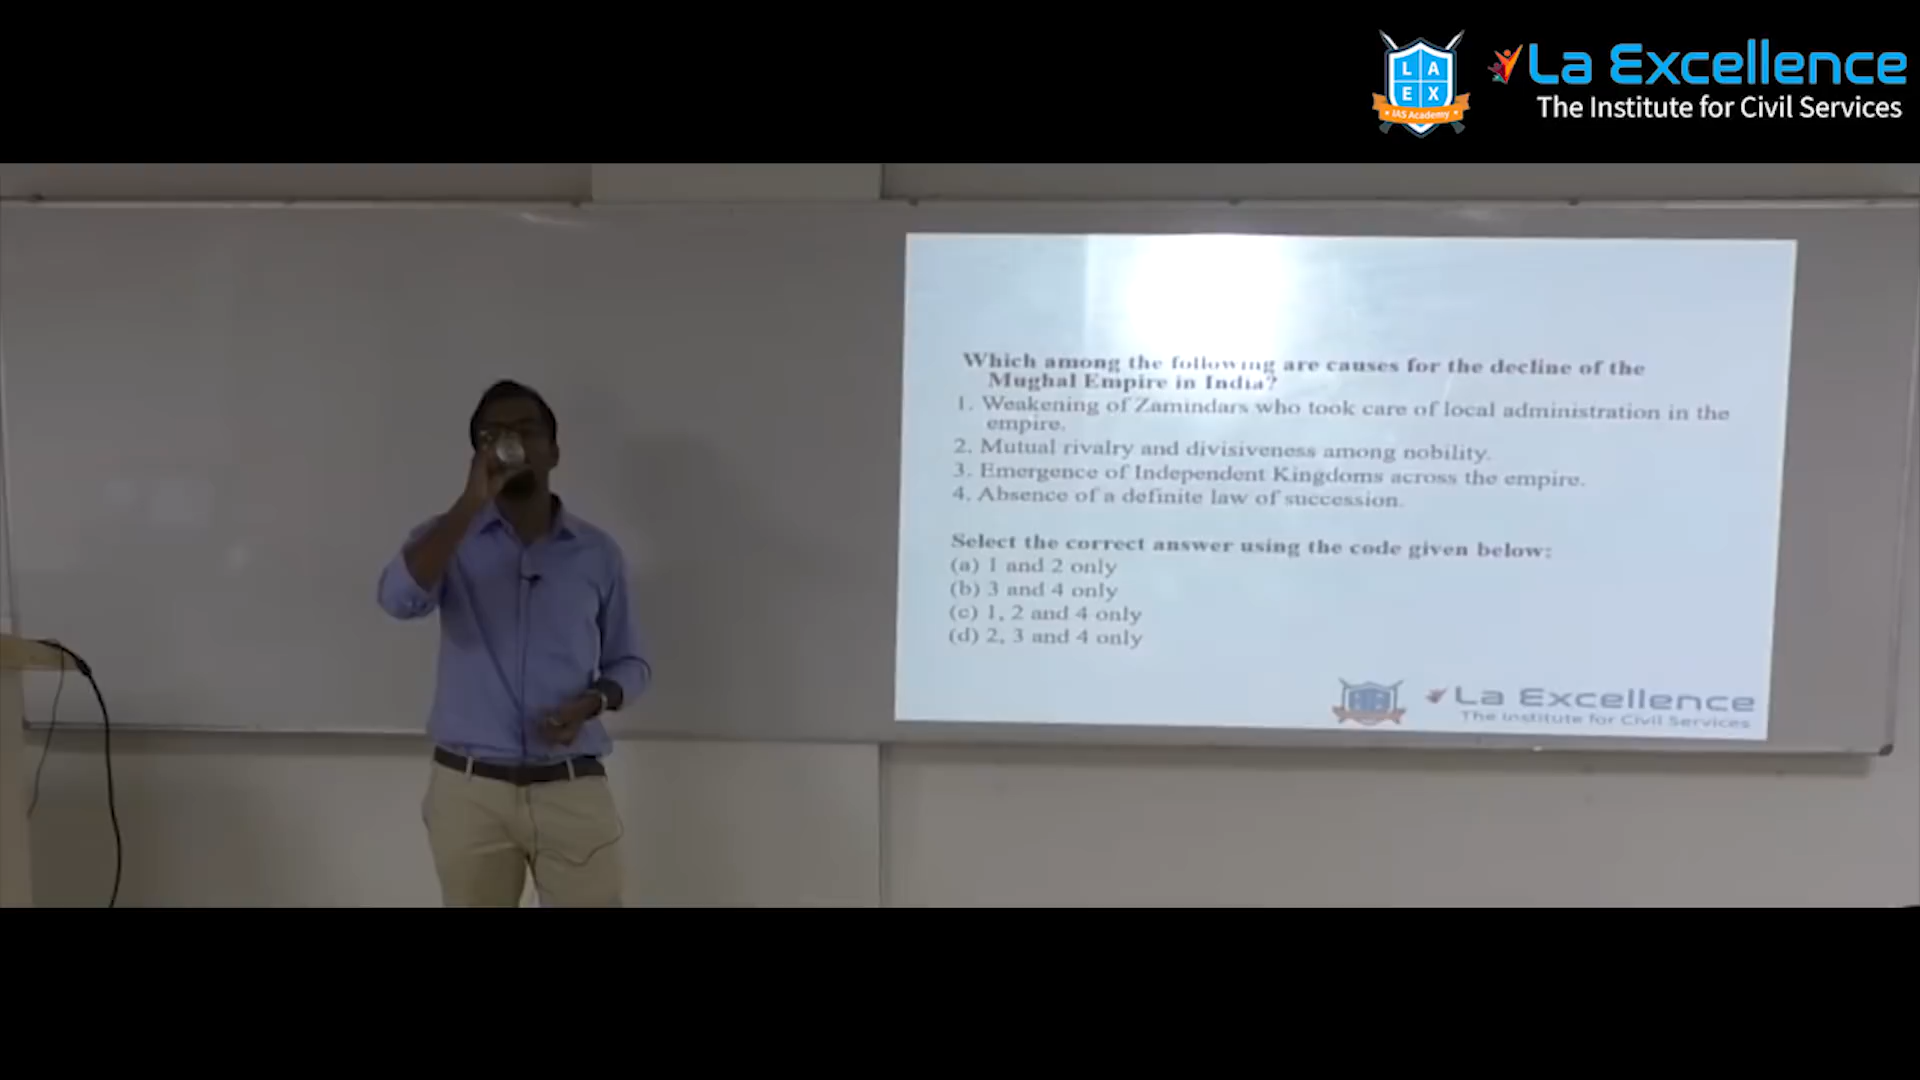 LA
EX
IAS Academy
La Excellence
The Institute for Civil Services
Which among the following are causes for the decline of the
Mughal Empire in India?
1. Weakening of Zamindars who took care of local administration in the
empire.
2. Mutual rivalry and divisiveness among nobility.
3. Emergence of Independent Kingdoms across the empire.
4. Absence of a definite law of succession.
Select the correct answer using the code given below:
(a) 1 and 2 only
(b) 3 and 4 only
(c) 1, 2 and 4 only
(d) 2, 3 and 4 only
La Excellence
The Institute for Civil Services